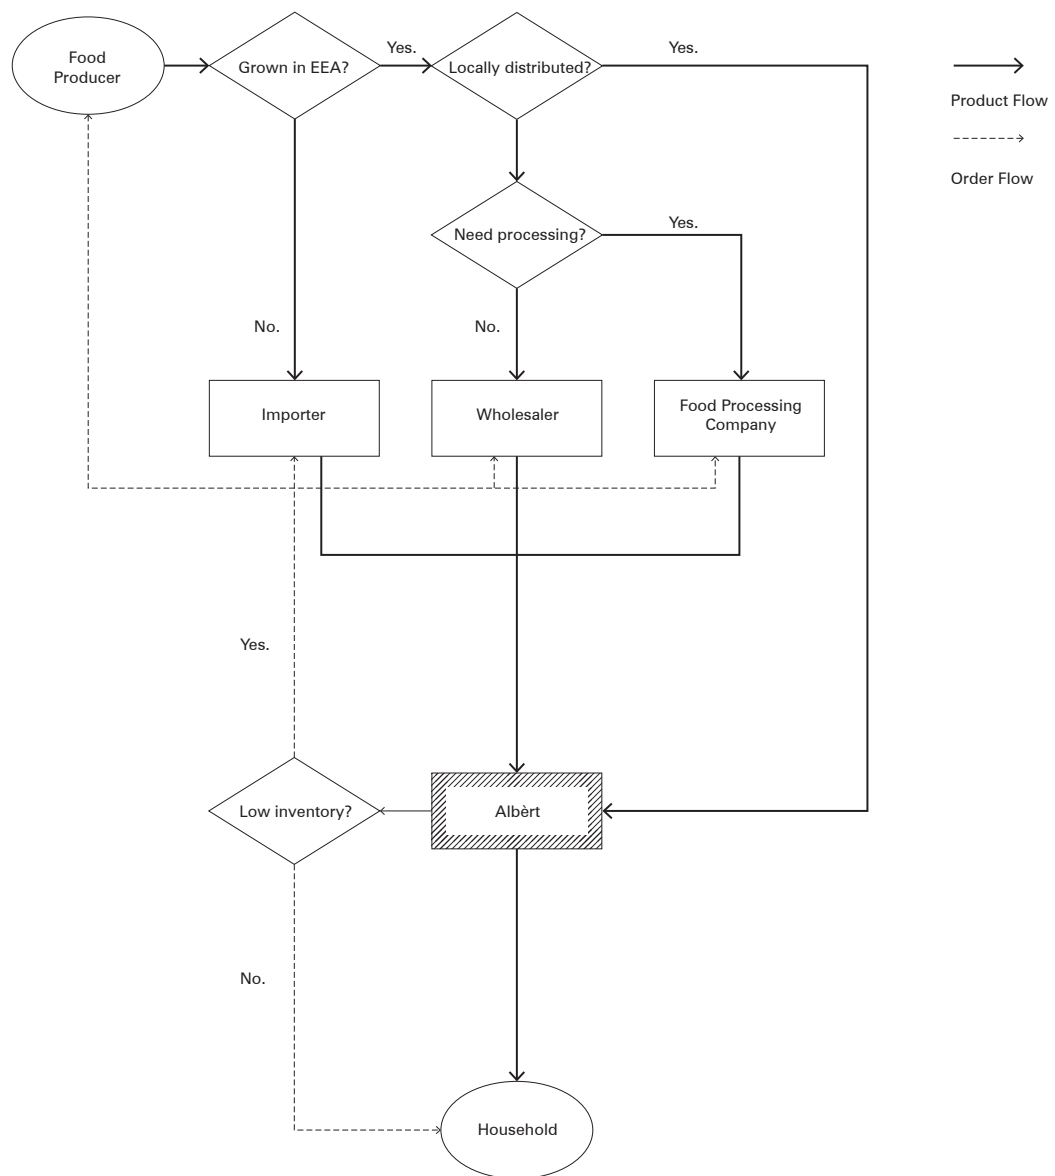 Food
Producer
Grown in EEA?
Yes.
Locally distributed?
Yes.
Product Flow
Order Flow
Need processing?
Yes.
No.
No.
Importer
Wholesaler
Food Processing
Company
Yes.
Low inventory?
Albèrt
No.
Household